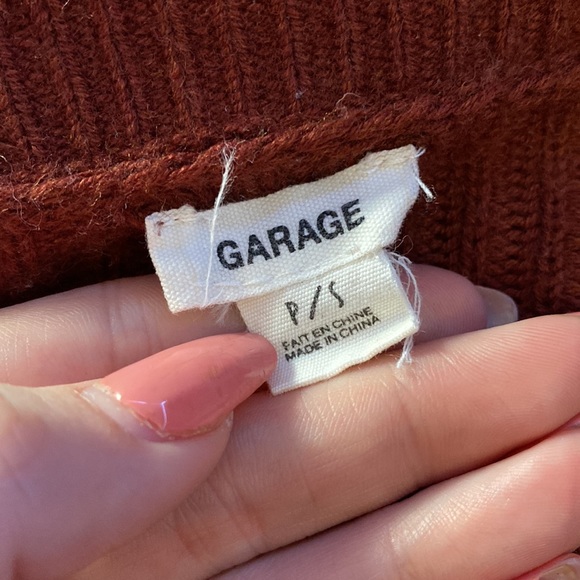 GARAGE
P/S
FAIT EN CHINE
MADE IN CHINA